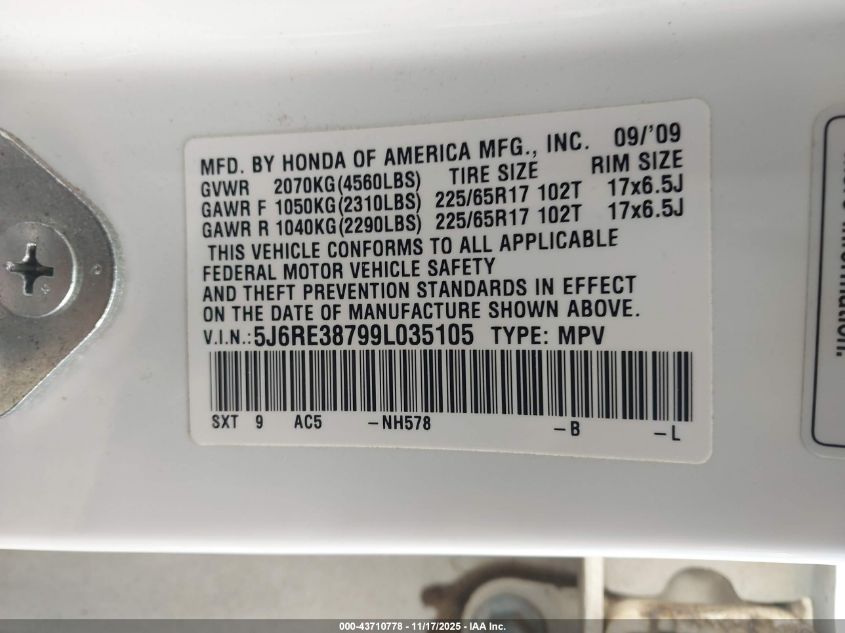 MFD. BY HONDA OF AMERICA MFG., INC. 09/'09
GVWR 2070KG(4560LBS) TIRE SIZE RIM SIZE
GAWR F 1050KG(2310LBS) 225/65R17 102T 17x6.5J
GAWR R 1040KG(2290LBS) 225/65R17 102T 17x6.5J
THIS VEHICLE CONFORMS TO ALL APPLICABLE
FEDERAL MOTOR VEHICLE SAFETY
AND THEFT PREVENTION STANDARDS IN EFFECT
ON THE DATE OF MANUFACTURE SHOWN ABOVE.
V.I.N.:5J6RE38799L035105 TYPE: MPV
SXT 9 AC5 -NH578 -B -L
information.
000-43710778 - 11/17/2025 - IAA Inc.